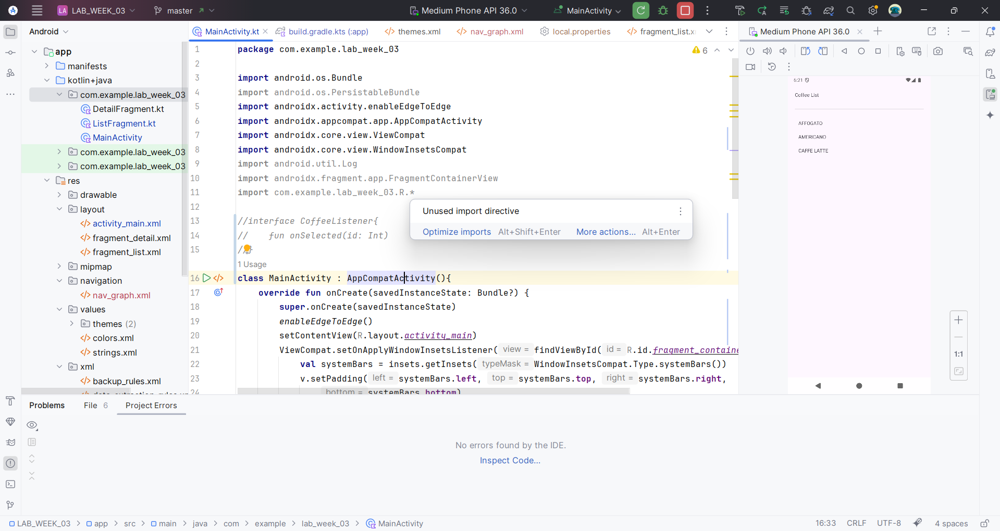 LA LAB_WEEK_03 master Medium Phone API 36.0 MainActivity
Android
app
manifests
kotlin+java
com.example.lab_week_03
DetailFragment.kt
ListFragment.kt
MainActivity
com.example.lab_week_03
com.example.lab_week_03
res
drawable
layout
activity_main.xml
fragment_detail.xml
fragment_list.xml
mipmap
navigation
nav_graph.xml
values
themes (2)
colors.xml
strings.xml
xml
backup_rules.xml
MainActivity.kt build.gradle.kts (:app) themes.xml nav_graph.xml local.properties fragment_list.x
1 package com.example.lab_week_03
6
2
3 import android.os.Bundle
4 import android.os.PersistableBundle
5 import androidx.activity.enableEdgeToEdge
6 import androidx.appcompat.app.AppCompatActivity
7 import androidx.core.view.ViewCompat
8 import androidx.core.view.WindowInsetsCompat
9 import android.util.Log
10 import androidx.fragment.app.FragmentContainerView
11 import com.example.lab_week_03.R.*
12
13 //interface CoffeeListener{
14 //    fun onSelected(id: Int)
15 //}
1 Usage
16 class MainActivity : AppCompatActivity(){
17 override fun onCreate(savedInstanceState: Bundle?) {
18 super.onCreate(savedInstanceState)
19 enableEdgeToEdge()
20 setContentView(R.layout.activity_main)
21 ViewCompat.setOnApplyWindowInsetsListener( view = findViewById( id = R.id.fragment_containe
22 val systemBars = insets.getInsets( typeMask = WindowInsetsCompat.Type.systemBars())
23 v.setPadding( left = systemBars.left, top = systemBars.top, right = systemBars.right,
24 bottom = systemBars.bottom)
Unused import directive
Optimize imports Alt+Shift+Enter More actions... Alt+Enter
Medium Phone API 36.0
6:21
Coffee List
AFFOGATO
AMERICANO
CAFFE LATTE
1:1
Problems File 6 Project Errors
No errors found by the IDE.
Inspect Code...
LAB_WEEK_03 > app > src > main > java > com > example > lab_week_03 > MainActivity
16:33 CRLF UTF-8 4 spaces